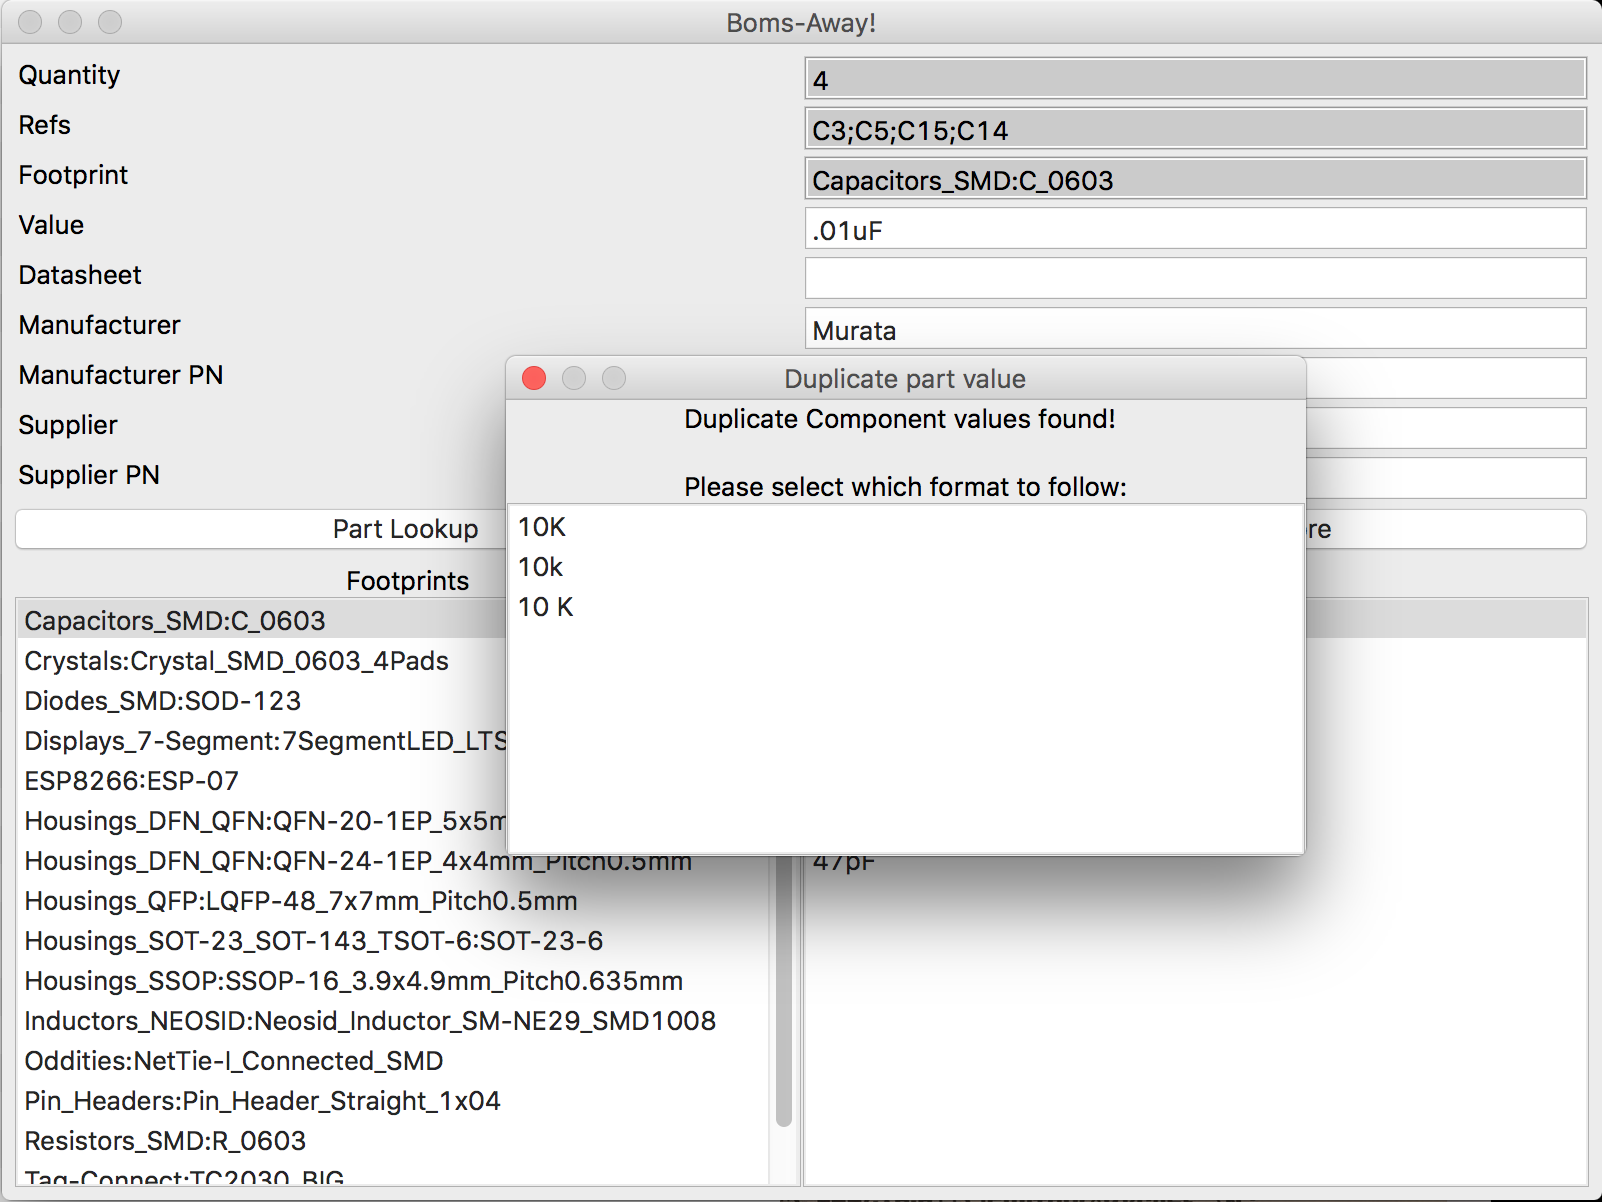 Boms-Away!
Quantity
4
Refs
C3;C5;C15;C14
Footprint
Capacitors_SMD:C_0603
Value
.01uF
Datasheet
Manufacturer
Murata
Manufacturer PN
Supplier
Supplier PN
Part Lookup
Duplicate part value
Duplicate Component values found!
Please select which format to follow:
10K
10k
10 K
Footprints
Capacitors_SMD:C_0603
Crystals:Crystal_SMD_0603_4Pads
Diodes_SMD:SOD-123
Displays_7-Segment:7SegmentLED_LTS
ESP8266:ESP-07
Housings_DFN_QFN:QFN-20-1EP_5x5m
Housings_DFN_QFN:QFN-24-1EP_4x4mm_Pitch0.5mm
47pF
Housings_QFP:LQFP-48_7x7mm_Pitch0.5mm
Housings_SOT-23_SOT-143_TSOT-6:SOT-23-6
Housings_SSOP:SSOP-16_3.9x4.9mm_Pitch0.635mm
Inductors_NEOSID:Neosid_Inductor_SM-NE29_SMD1008
Oddities:NetTie-I_Connected_SMD
Pin_Headers:Pin_Header_Straight_1x04
Resistors_SMD:R_0603
Tag-Connect:TC2030_BIG